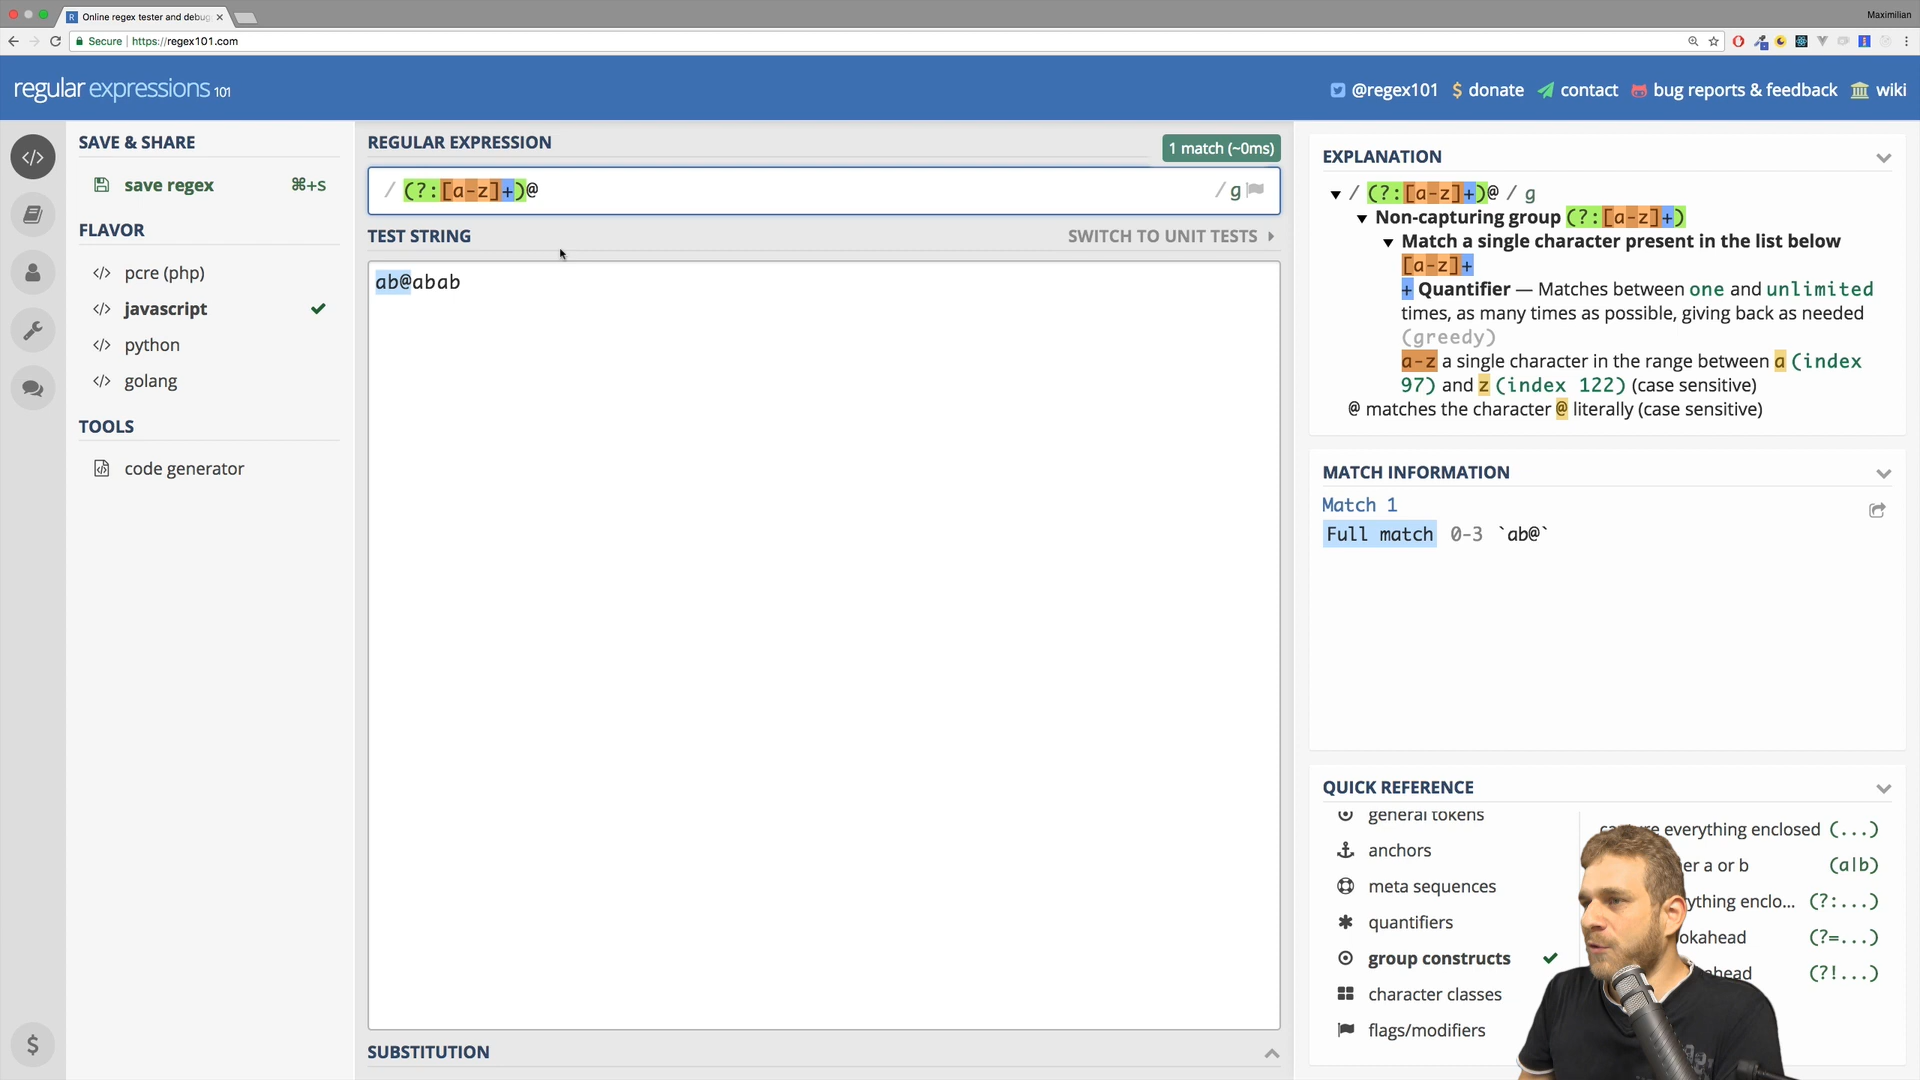 Online regex tester and debug
Maximilian
Secure https://regex101.com
regular expressions 101
@regex101 $ donate contact bug reports & feedback wiki
SAVE & SHARE
save regex ⌘+S
FLAVOR
pcre (php)
javascript
python
golang
TOOLS
code generator
$
REGULAR EXPRESSION
1 match (~0ms)
/ (?:[a-z]+)@ / g
TEST STRING
SWITCH TO UNIT TESTS
ab@abab
SUBSTITUTION
EXPLANATION
/ (?:[a-z]+)@ / g
Non-capturing group (?:[a-z]+)
Match a single character present in the list below
[a-z]+
+ Quantifier — Matches between one and unlimited
times, as many times as possible, giving back as needed
(greedy)
a-z a single character in the range between a (index
97) and z (index 122) (case sensitive)
@ matches the character @ literally (case sensitive)
MATCH INFORMATION
Match 1
Full match 0-3 `ab@`
QUICK REFERENCE
general tokens
anchors
meta sequences
quantifiers
group constructs
character classes
flags/modifiers
everything enclosed (...)
a or b (a|b)
enclo... (?:...)
(?=...)
(?!...)